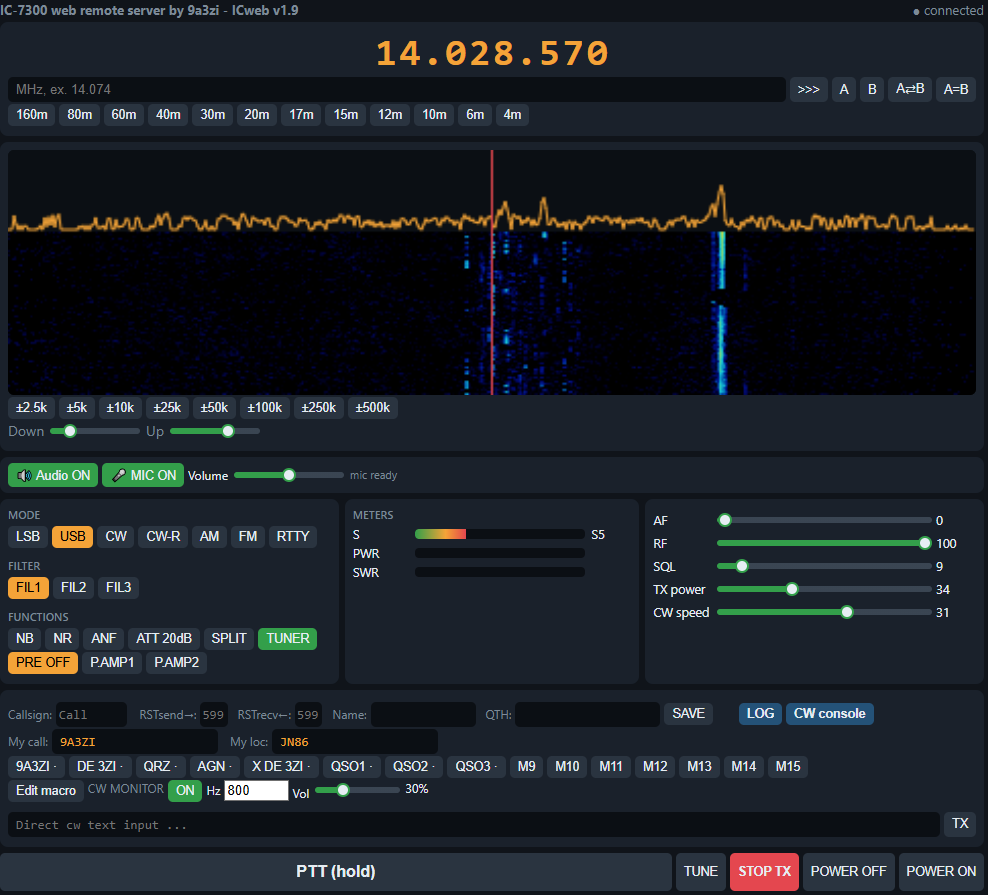 IC-7300 web remote server by 9a3zi - ICweb v1.9 ● connected
14.028.570
MHz, ex. 14.074 >>> A B A⇄B A=B
160m 80m 60m 40m 30m 20m 17m 15m 12m 10m 6m 4m
±2.5k ±5k ±10k ±25k ±50k ±100k ±250k ±500k
Down Up
Audio ON MIC ON Volume mic ready
MODE
LSB USB CW CW-R AM FM RTTY
FILTER
FIL1 FIL2 FIL3
FUNCTIONS
NB NR ANF ATT 20dB SPLIT TUNER
PRE OFF P.AMP1 P.AMP2
METERS
S S5
PWR
SWR
AF 0
RF 100
SQL 9
TX power 34
CW speed 31
Callsign: Call RSTsend→: 599 RSTrecv←: 599 Name: QTH: SAVE LOG CW console
My call: 9A3ZI My loc: JN86
9A3ZI · DE 3ZI · QRZ · AGN · X DE 3ZI · QSO1 · QSO2 · QSO3 · M9 M10 M11 M12 M13 M14 M15
Edit macro CW MONITOR ON Hz 800 Vol 30%
Direct cw text input ... TX
PTT (hold) TUNE STOP TX POWER OFF POWER ON